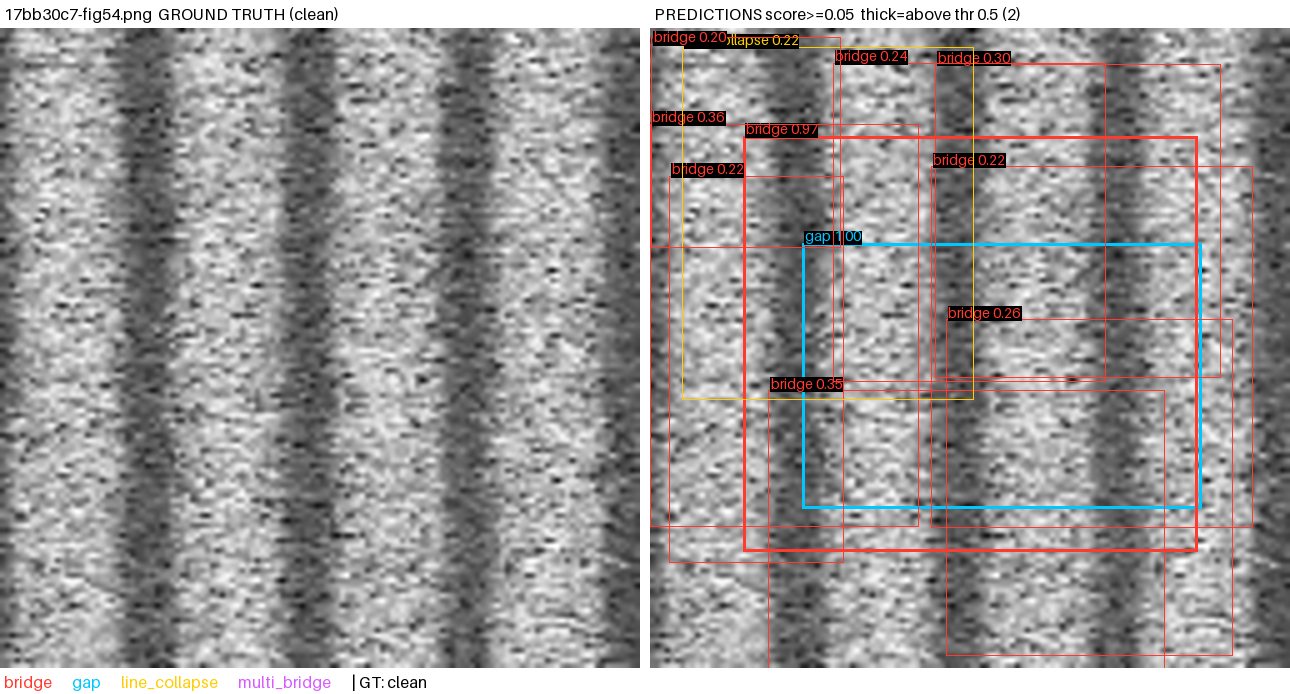 17bb30c7-fig54.png GROUND TRUTH (clean)
PREDICTIONS score>=0.05 thick=above thr 0.5 (2)
bridge 0.20
llapse 0.22
bridge 0.24
bridge 0.30
bridge 0.36
bridge 0.97
bridge 0.22
bridge 0.22
gap 1.00
bridge 0.26
bridge 0.35
bridge gap line_collapse multi_bridge | GT: clean